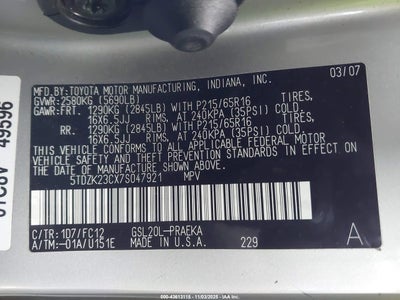 MFD.BY:TOYOTA MOTOR MANUFACTURING, INDIANA, INC. 03/07
GVWR: 2580KG (5690LB)
GAWR: FRT. 1290KG (2845LB) WITH P215/65R16 TIRES,
16X6.5JJ RIMS, AT 240KPA (35PSI) COLD.
RR. 1290KG (2845LB) WITH P215/65R16 TIRES,
16X6.5JJ RIMS, AT 240KPA (35PSI) COLD.
THIS VEHICLE CONFORMS TO ALL APPLICABLE FEDERAL MOTOR
VEHICLE SAFETY, AND THEFT PREVENTION STANDARDS IN
EFFECT ON THE DATE OF MANUFACTURE SHOWN ABOVE.
5TDZK23CX7S047921 MPV
C/TR: 1D7/FC12 GSL20L-PRAEKA
A/TM: -01A/U151E MADE IN U.S.A. 229 A
49596
ID: 800-43613115 - 11/03/2025 - IAA